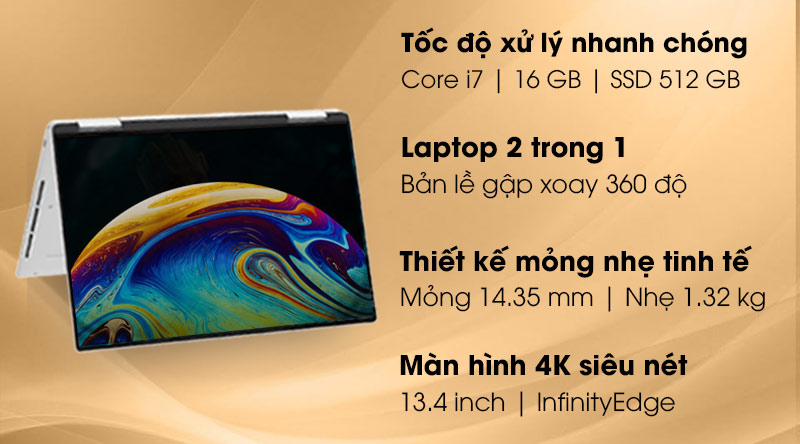 Tốc độ xử lý nhanh chóng
Core i7 | 16 GB | SSD 512 GB
Laptop 2 trong 1
Bản lề gập xoay 360 độ
Thiết kế mỏng nhẹ tinh tế
Mỏng 14.35 mm | Nhẹ 1.32 kg
Màn hình 4K siêu nét
13.4 inch | InfinityEdge